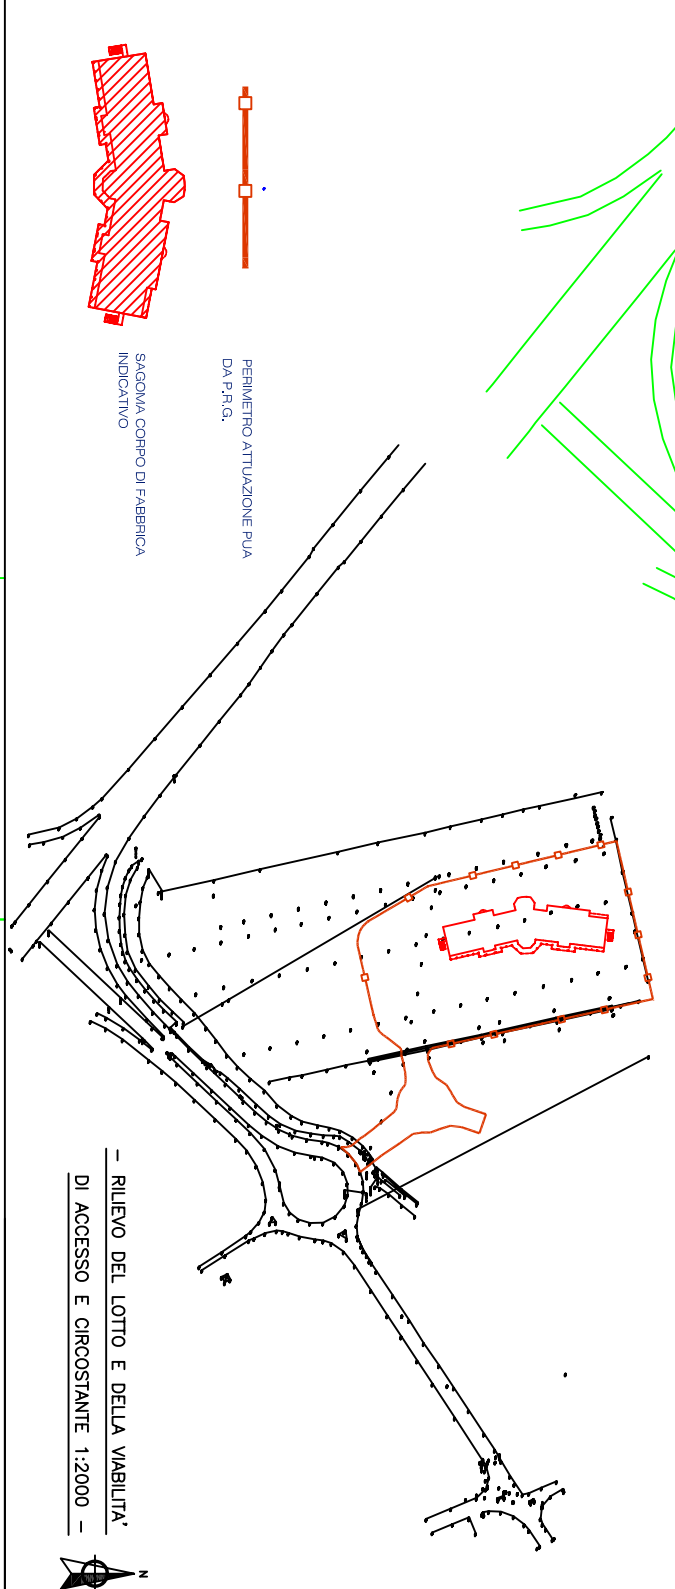 PERIMETRO ATTUAZIONE PUA
DA P.R.G.
SAGOMA CORPO DI FABBRICA
INDICATIVO
- RILIEVO DEL LOTTO E DELLA VIABILITA'
DI ACCESSO E CIRCOSTANTE 1:2000 -
N